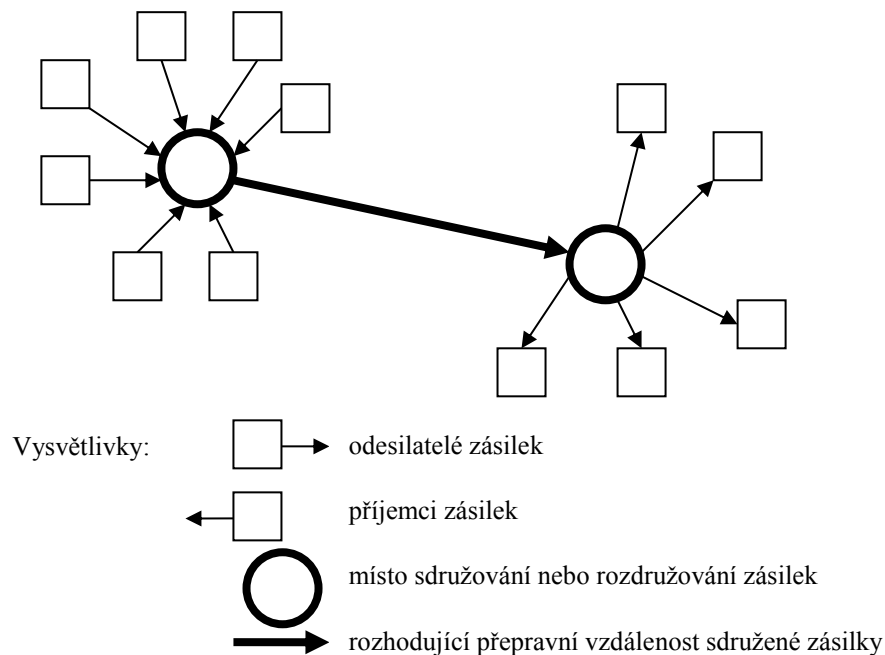 Vysvětlivky:
odesilatelé zásilek
příjemci zásilek
místo sdružování nebo rozdružování zásilek
rozhodující přepravní vzdálenost sdružené zásilky